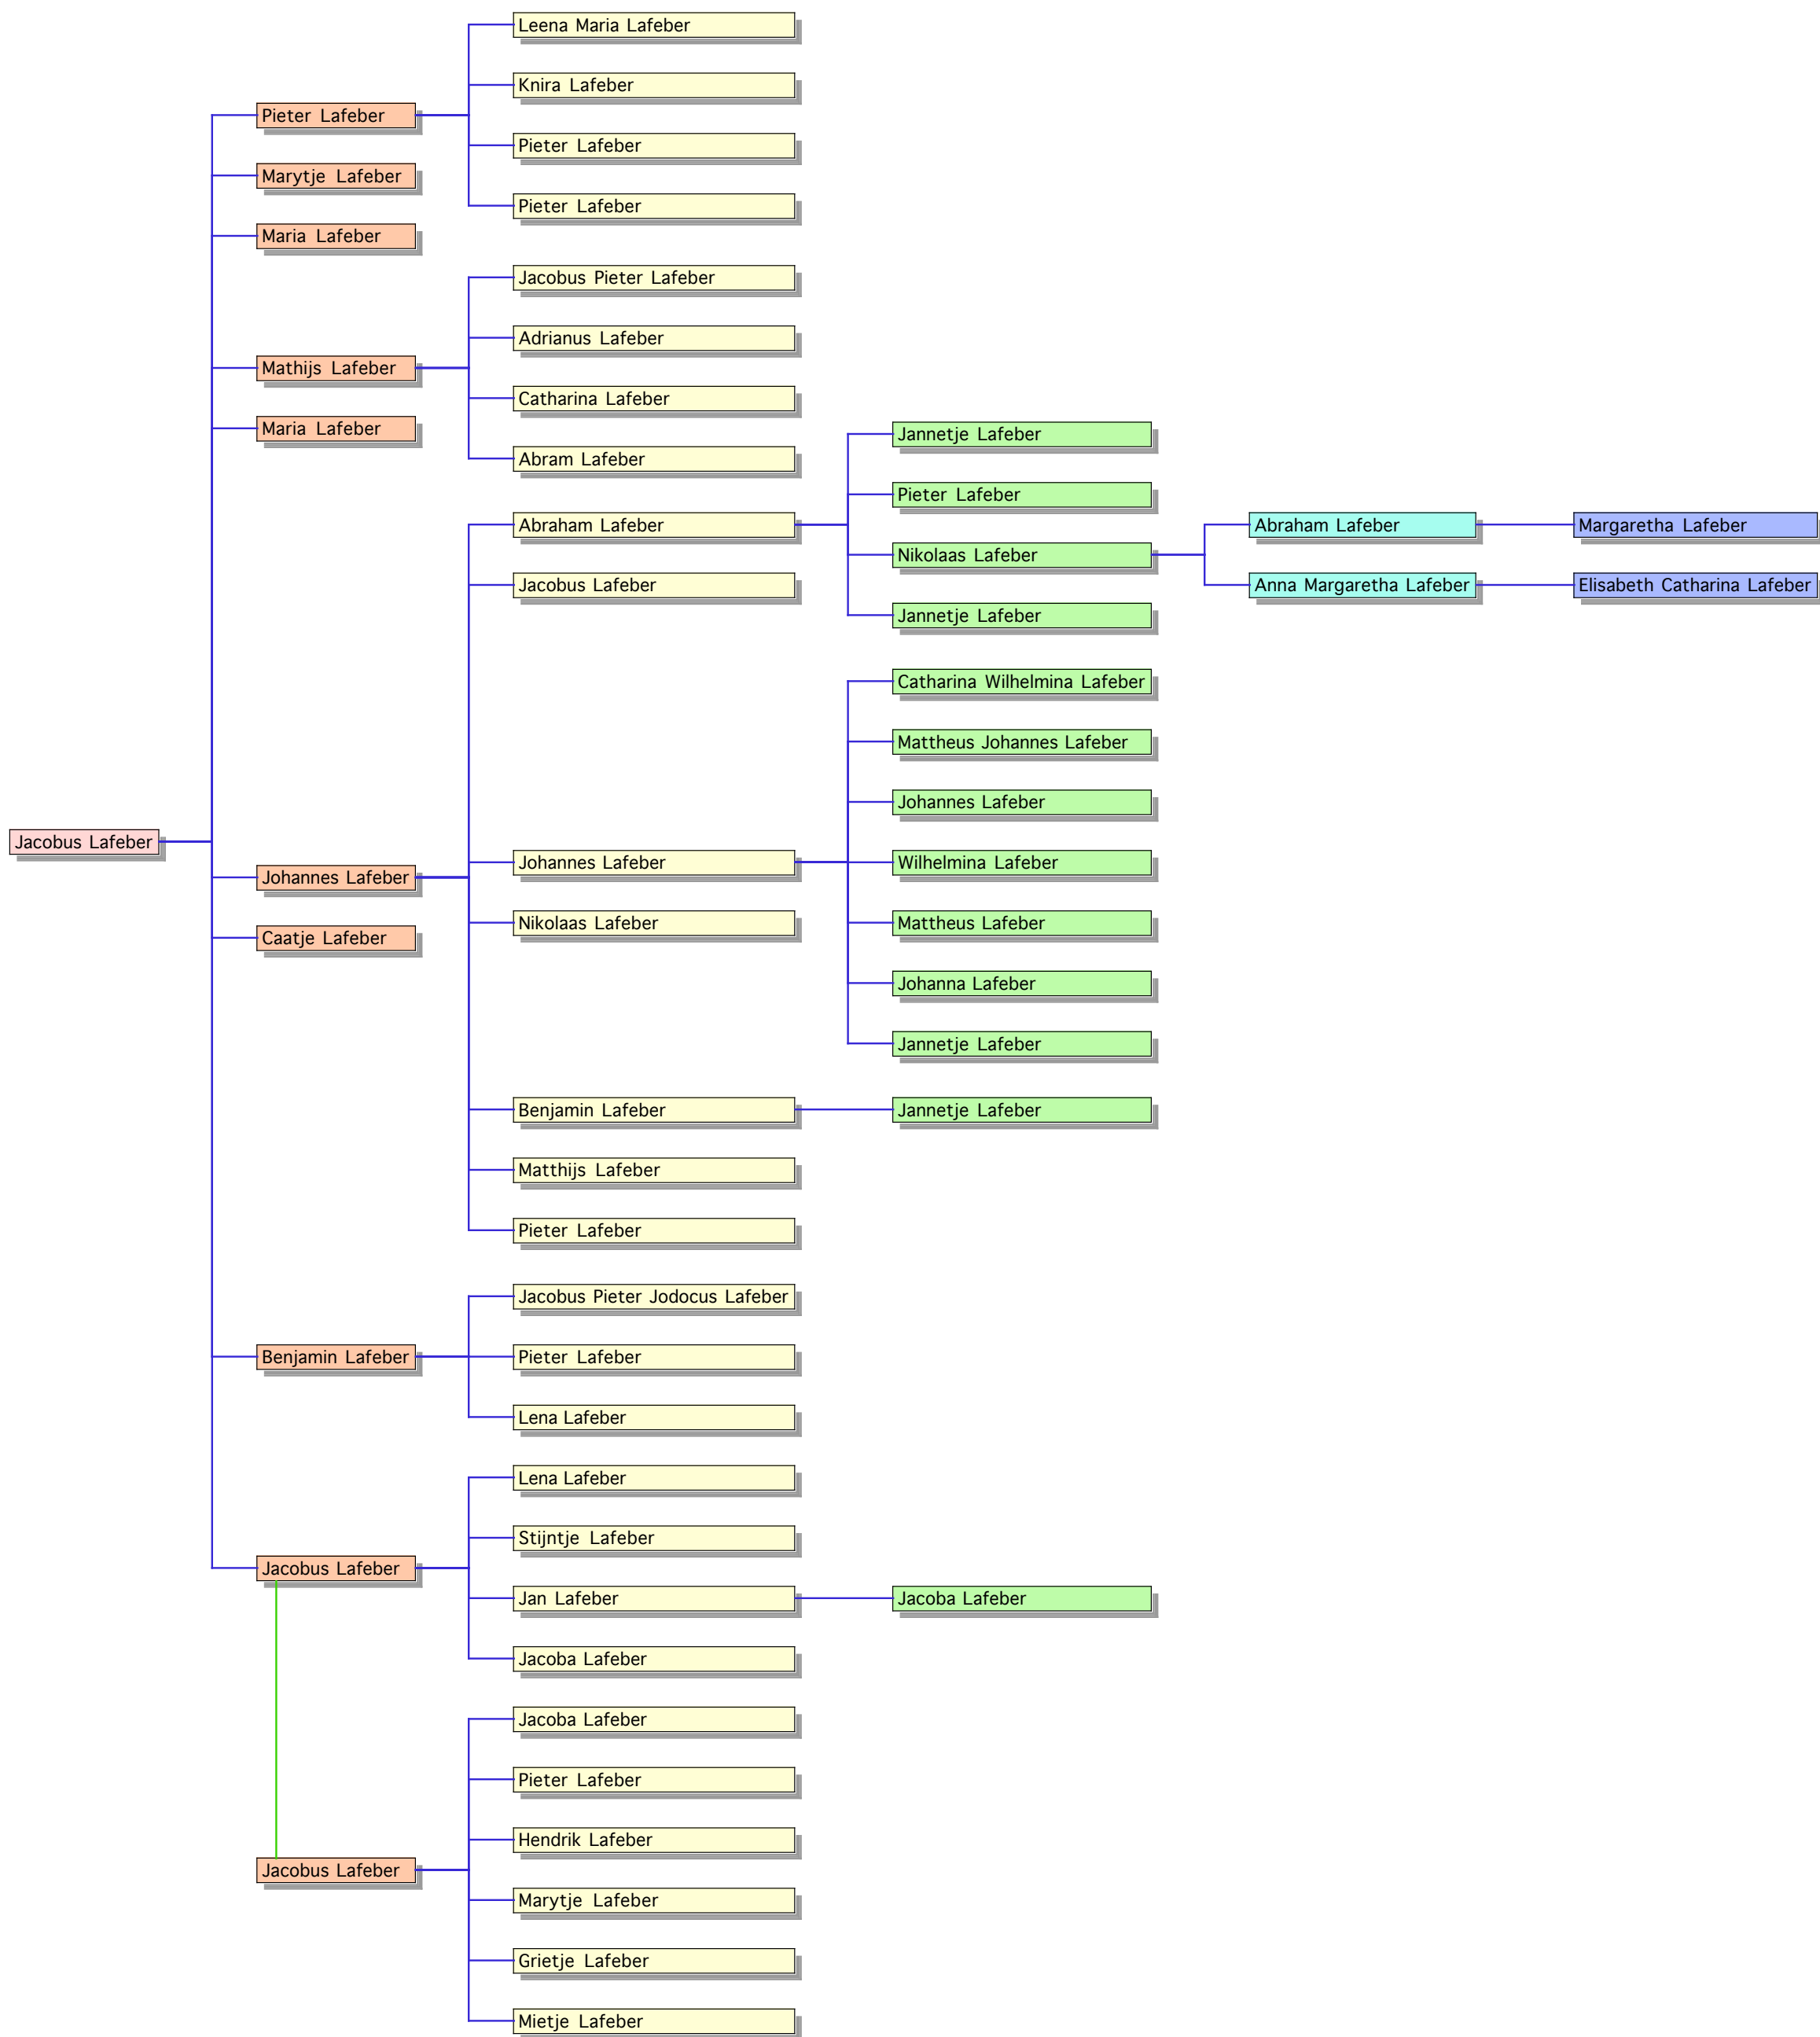 Leena Maria Lafeber
Knira Lafeber
Pieter Lafeber
Pieter Lafeber
Marytje Lafeber
Pieter Lafeber
Maria Lafeber
Jacobus Pieter Lafeber
Adrianus Lafeber
Mathijs Lafeber
Catharina Lafeber
Maria Lafeber
Abram Lafeber
Jannetje Lafeber
Pieter Lafeber
Abraham Lafeber
Abraham Lafeber
Margaretha Lafeber
Nikolaas Lafeber
Jacobus Lafeber
Anna Margaretha Lafeber
Elisabeth Catharina Lafeber
Jannetje Lafeber
Catharina Wilhelmina Lafeber
Mattheus Johannes Lafeber
Johannes Lafeber
Jacobus Lafeber
Johannes Lafeber
Johannes Lafeber
Wilhelmina Lafeber
Caatje Lafeber
Nikolaas Lafeber
Mattheus Lafeber
Johanna Lafeber
Jannetje Lafeber
Benjamin Lafeber
Jannetje Lafeber
Matthijs Lafeber
Pieter Lafeber
Jacobus Pieter Jodocus Lafeber
Benjamin Lafeber
Pieter Lafeber
Lena Lafeber
Lena Lafeber
Stijntje Lafeber
Jacobus Lafeber
Jan Lafeber
Jacoba Lafeber
Jacoba Lafeber
Jacoba Lafeber
Pieter Lafeber
Hendrik Lafeber
Jacobus Lafeber
Marytje Lafeber
Grietje Lafeber
Mietje Lafeber